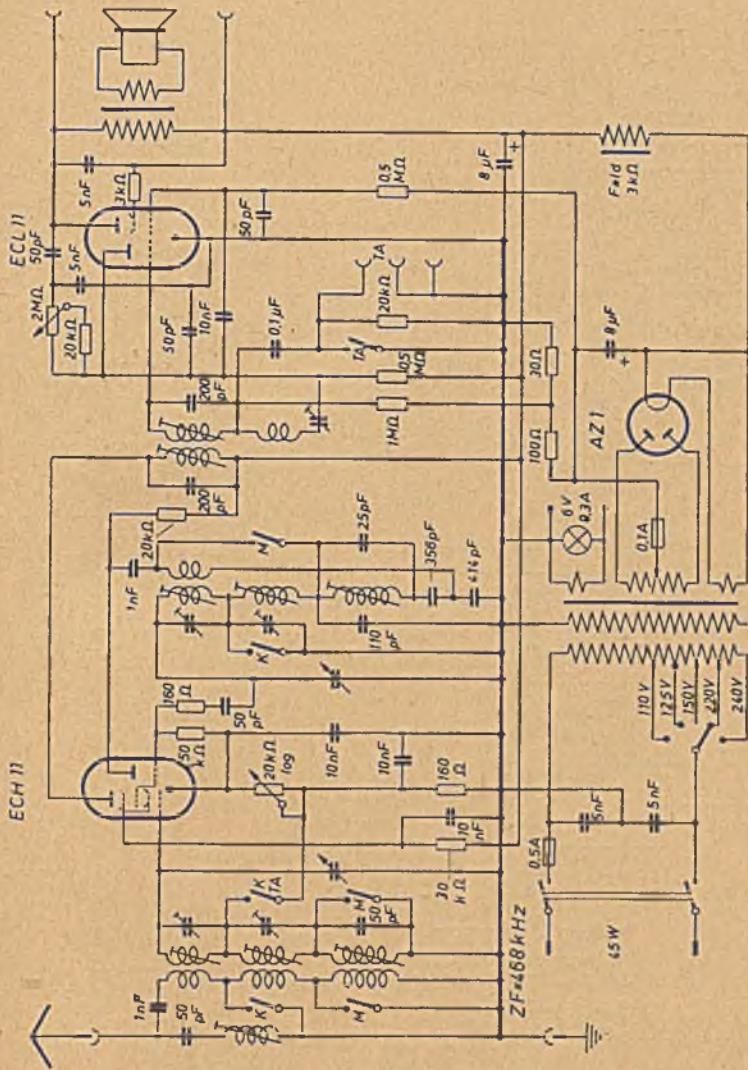 ECH 11
ECL 11
50pF
2MΩ
20kΩ
5nF
5nF
3kΩ
50pF
10nF
50pF
0,1µF
200
pF
200
pF
20kΩ
1nF
160
Ω
50
kΩ
50
pF
20kΩ
log
10nF
10nF
160
Ω
10
nF
30
kΩ
K
TA
M
50
pF
1nF
50
pF
K
M
K
M
110
pF
25pF
356pF
414pF
1MΩ
0,5
MΩ
TA
20kΩ
TA
0,5
MΩ
8µF
+
Feld
3kΩ
30Ω
100Ω
8µF
+
AZ 1
6V
0,3A
0,1A
110V
125V
150V
220V
240V
5nF
5nF
0,5A
45W
ZF=468kHz